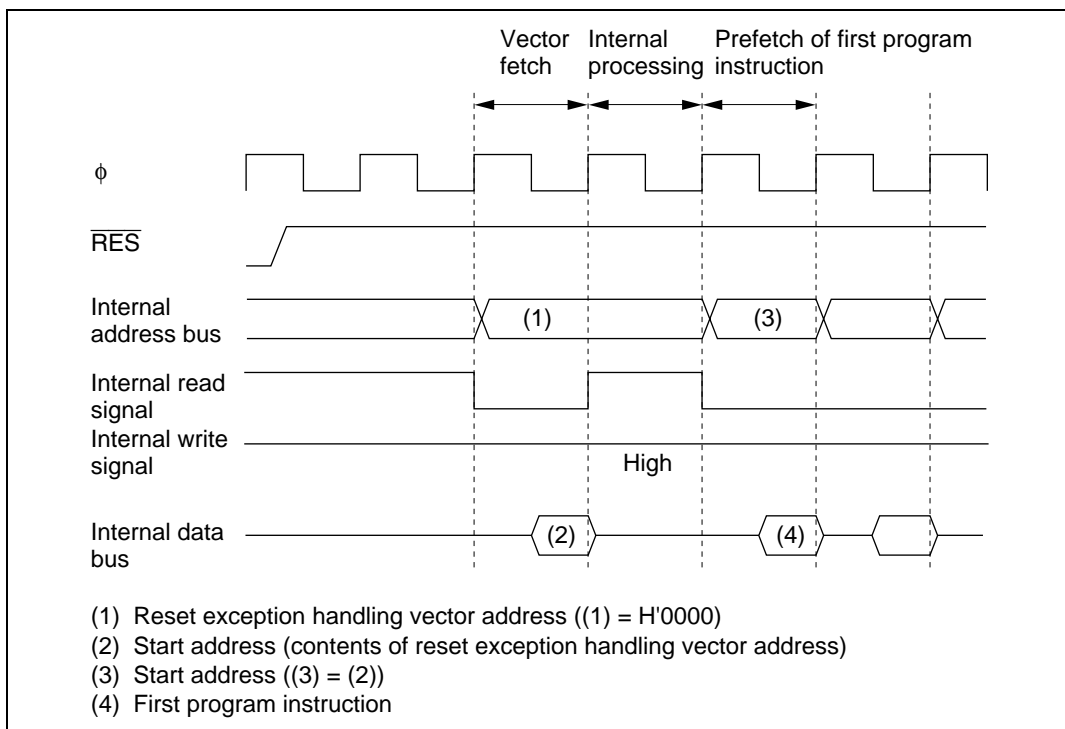 Vector fetch
Internal processing
Prefetch of first program instruction
φ
RES
Internal address bus
(1)
(3)
Internal read signal
Internal write signal
High
Internal data bus
(2)
(4)
(1) Reset exception handling vector address ((1) = H'0000)
(2) Start address (contents of reset exception handling vector address)
(3) Start address ((3) = (2))
(4) First program instruction